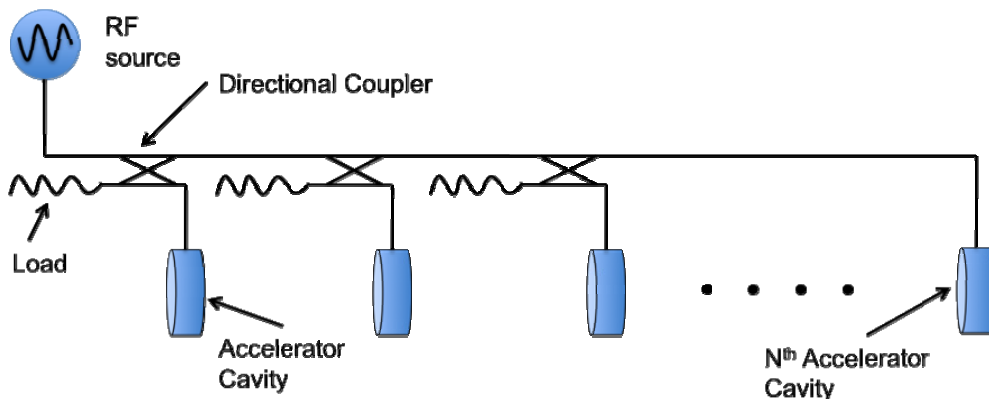 RF
source
Directional Coupler
Load
Accelerator
Cavity
Nth Accelerator
Cavity